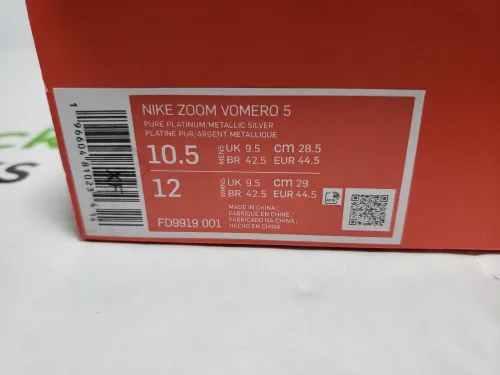 NIKE ZOOM VOMERO 5
PURE PLATINUM/METALLIC SILVER
PLATINE PUR/ARGENT METALLIQUE
10.5 MENS UK 9.5 cm 28.5
BR 42.5 EUR 44.5
12 WMNS UK 9.5 cm 29
BR 42.5 EUR 44.5
MADE IN CHINA /
FABRIQUE EN CHINE /
FABRICADO NA CHINA /
HECHO EN CHINA
FD9919 001
XF